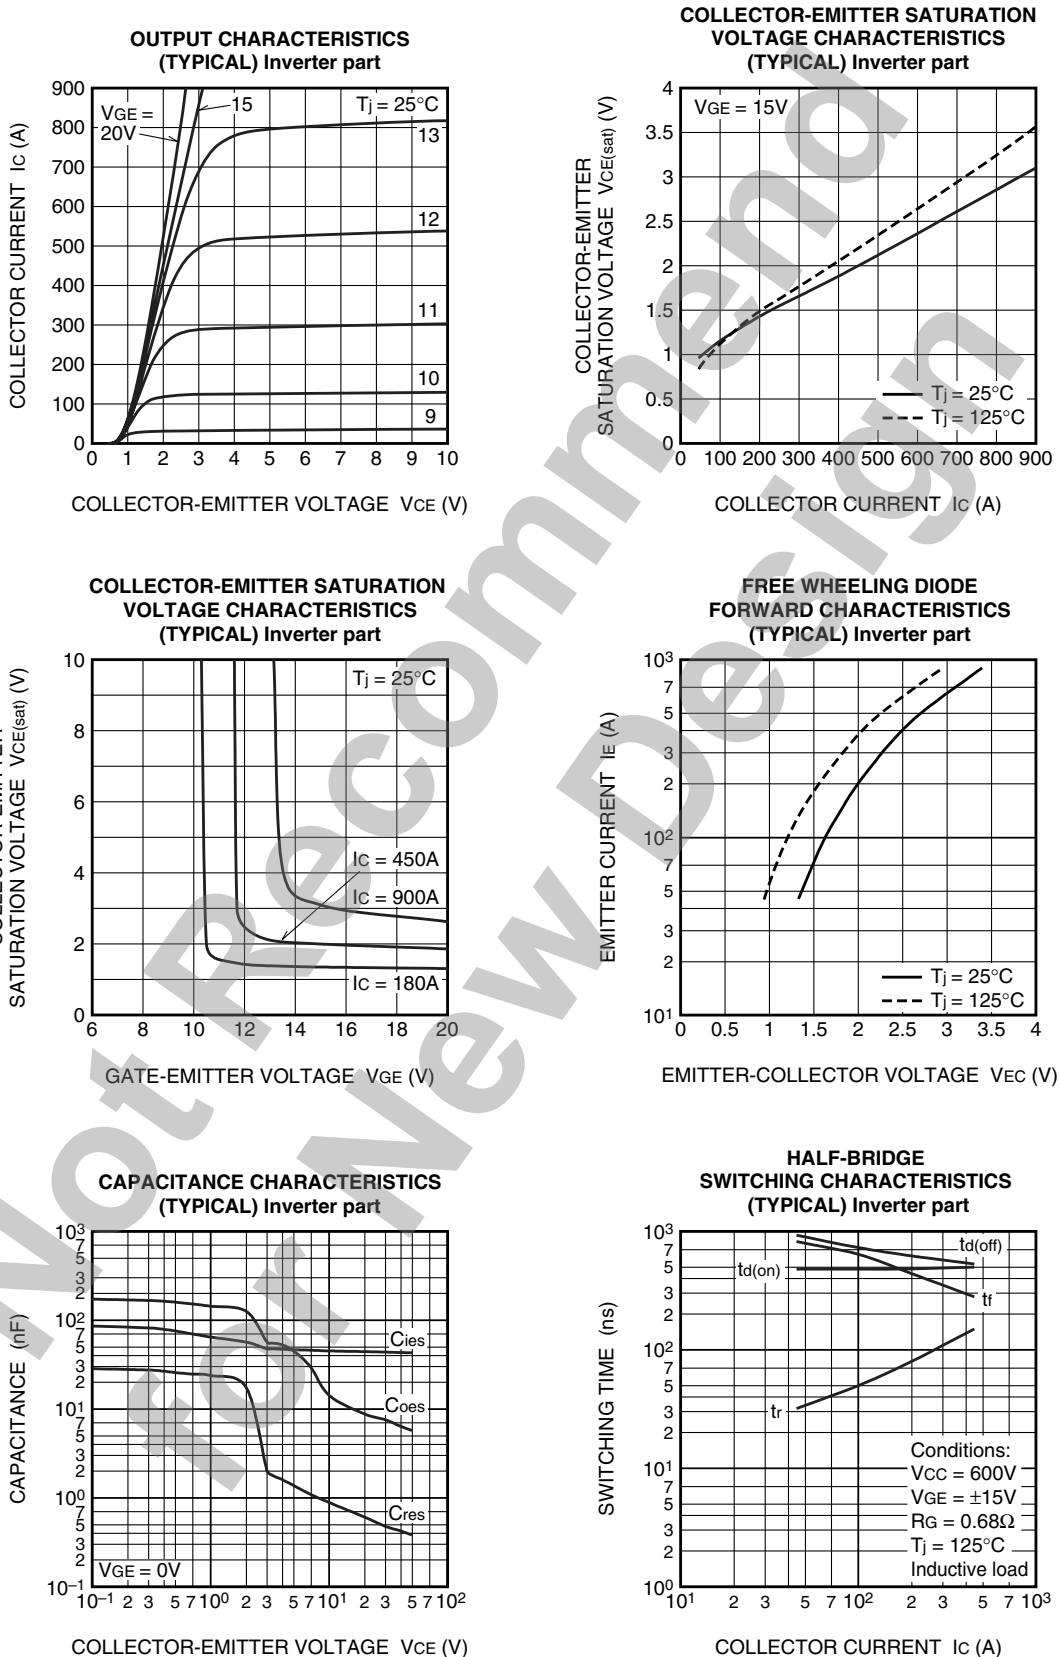 OUTPUT CHARACTERISTICS
(TYPICAL) Inverter part
900
800
700
600
500
400
300
200
100
0
COLLECTOR CURRENT IC (A)
VGE =
20V
15
Tj = 25°C
13
12
11
10
9
0 1 2 3 4 5 6 7 8 9 10
COLLECTOR-EMITTER VOLTAGE VCE (V)
COLLECTOR-EMITTER SATURATION
VOLTAGE CHARACTERISTICS
(TYPICAL) Inverter part
4
3.5
3
2.5
2
1.5
1
0.5
0
COLLECTOR-EMITTER
SATURATION VOLTAGE VCE(sat) (V)
VGE = 15V
Tj = 25°C
Tj = 125°C
0 100 200 300 400 500 600 700 800 900
COLLECTOR CURRENT IC (A)
COLLECTOR-EMITTER SATURATION
VOLTAGE CHARACTERISTICS
(TYPICAL) Inverter part
10
8
6
4
2
0
SATURATION VOLTAGE VCE(sat) (V)
Tj = 25°C
IC = 450A
IC = 900A
IC = 180A
6 8 10 12 14 16 18 20
GATE-EMITTER VOLTAGE VGE (V)
FREE WHEELING DIODE
FORWARD CHARACTERISTICS
(TYPICAL) Inverter part
10³
7
5
3
2
10²
7
5
3
2
10¹
EMITTER CURRENT IE (A)
Tj = 25°C
Tj = 125°C
0 0.5 1 1.5 2 2.5 3 3.5 4
EMITTER-COLLECTOR VOLTAGE VEC (V)
CAPACITANCE CHARACTERISTICS
(TYPICAL) Inverter part
10³
7
5
3
2
10²
7
5
3
2
10¹
7
5
3
2
10⁰
7
5
3
2
10⁻¹
CAPACITANCE (nF)
Cies
Coes
Cres
VGE = 0V
10⁻¹ 2 3 5 7 10⁰ 2 3 5 7 10¹ 2 3 5 7 10²
COLLECTOR-EMITTER VOLTAGE VCE (V)
HALF-BRIDGE
SWITCHING CHARACTERISTICS
(TYPICAL) Inverter part
10³
7
5
3
2
10²
7
5
3
2
10¹
7
5
3
2
10⁰
SWITCHING TIME (ns)
td(off)
td(on)
tf
tr
Conditions:
VCC = 600V
VGE = ±15V
RG = 0.68Ω
Tj = 125°C
Inductive load
10¹ 2 3 5 7 10² 2 3 5 7 10³
COLLECTOR CURRENT IC (A)
Not Recommend
for New Design